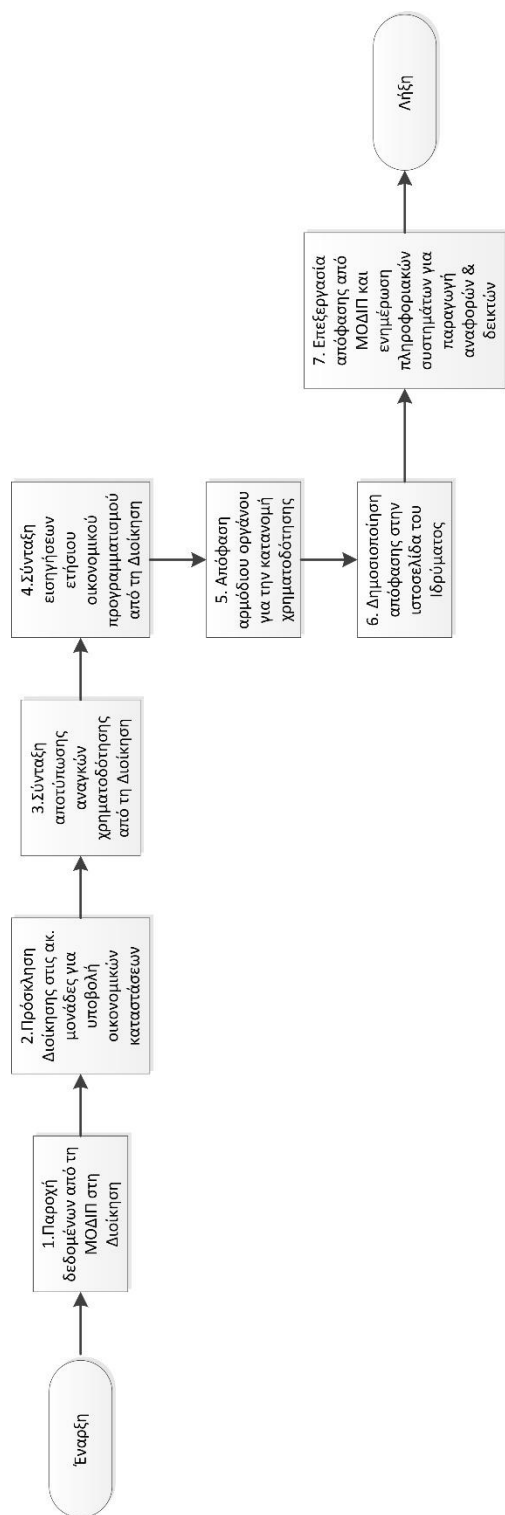 Έναρξη
1.Παροχή
δεδομένων από τη
ΜΟΔΙΠ στη
Διοίκηση
2.Πρόσκληση
Διοίκησης στις ακ.
μονάδες για
υποβολή
οικονομικών
καταστάσεων
3.Σύνταξη
αποτύπωσης
αναγκών
χρηματοδότησης
από τη Διοίκηση
4.Σύνταξη
εισηγήσεων
ετήσιου
οικονομικού
προγραμματισμού
από τη Διοίκηση
5. Απόφαση
αρμόδιου οργάνου
για την κατανομή
χρηματοδότησης
6. Δημοσιοποίηση
απόφασης στην
ιστοσελίδα του
Ιδρύματος
7. Επεξεργασία
απόφασης από
ΜΟΔΙΠ και
ενημέρωση
πληροφοριακών
συστημάτων για
παραγωγή
αναφορών &
δεικτών
Λήξη